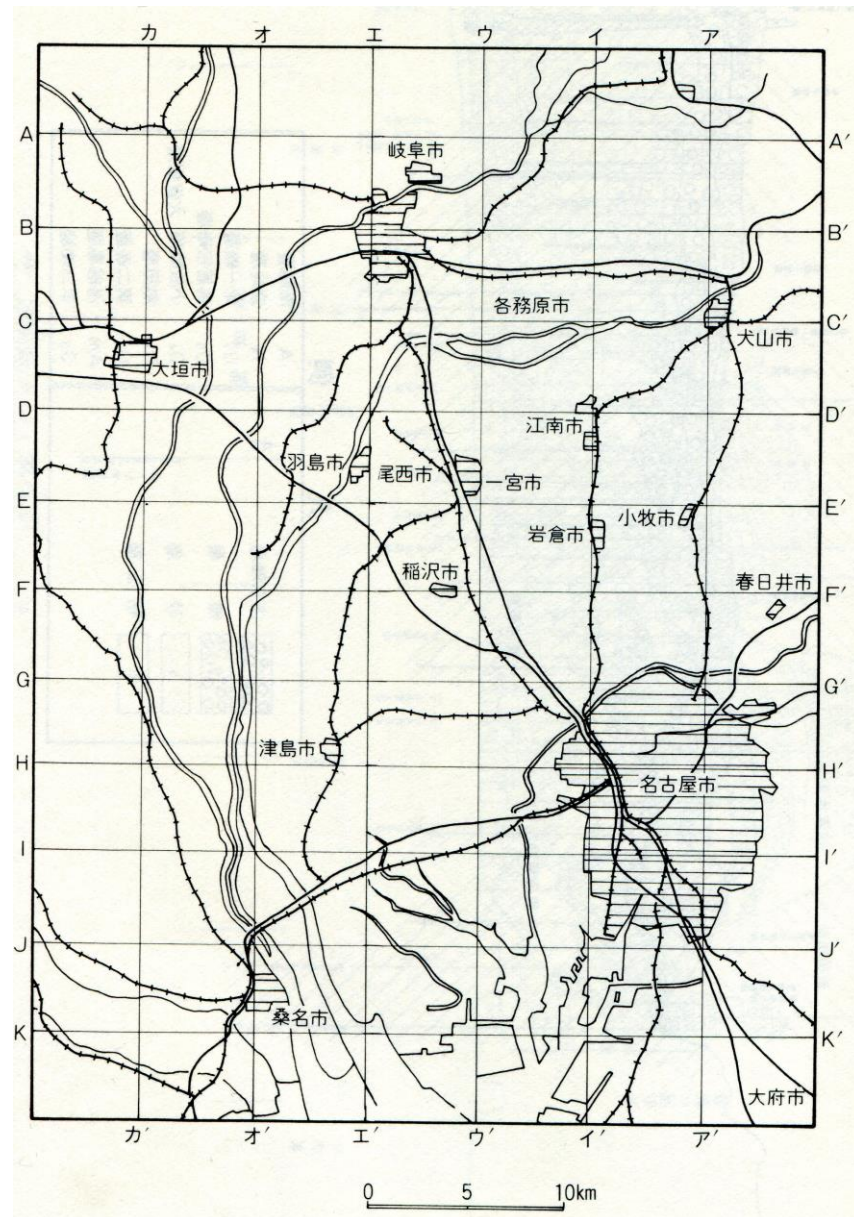 カ オ エ ウ イ ア
A A'
岐阜市
B B'
各務原市
C C'
犬山市
大垣市
D D'
江南市
羽島市 尾西市 一宮市
E E'
岩倉市 小牧市
稲沢市 春日井市
F F'
G G'
津島市
H H'
名古屋市
I I'
J J'
桑名市
K K'
大府市
カ' オ' エ' ウ' イ' ア'
0 5 10km